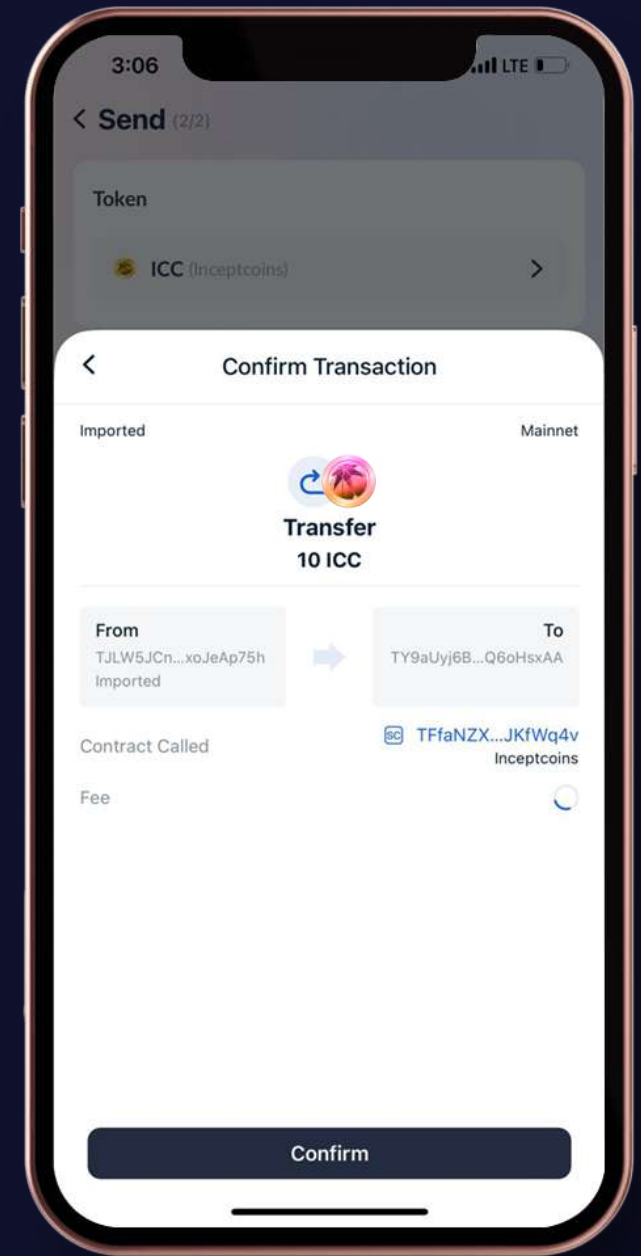 3:06
LTE
Send (2/2)
Token
ICC (Inceptcoins)
Confirm Transaction
Imported
Mainnet
Transfer
10 ICC
From
TJLW5JCn...xoJeAp75h
Imported
To
TY9aUyj6B...Q6oHsxAA
Contract Called
SC TFfaNZX...JKfWq4v
Inceptcoins
Fee
Confirm